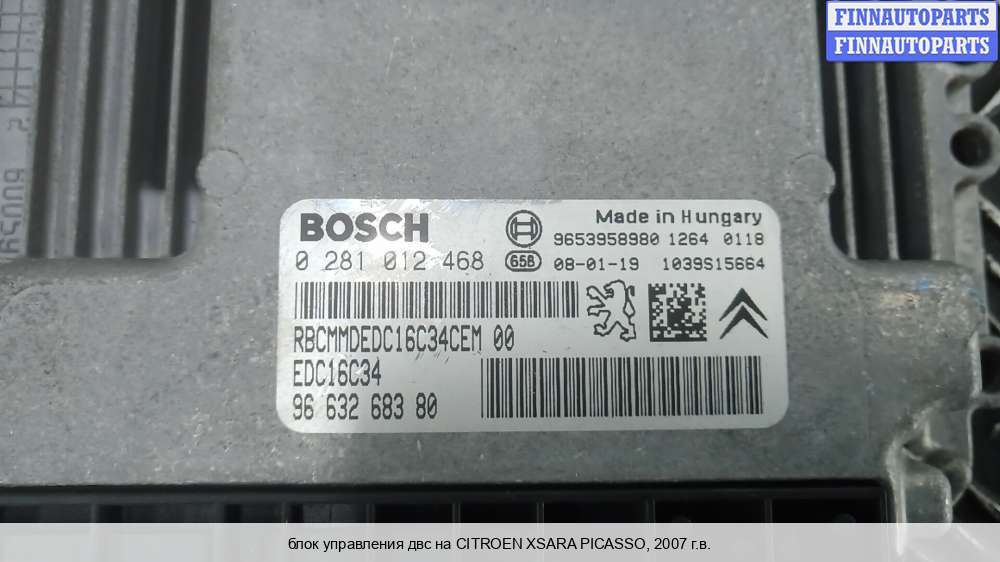 FINNAUTOPARTS
FINNAUTOPARTS
BOSCH
Made in Hungary
9653958980 1264 0118
0 281 012 468
65B
08-01-19 1039S15664
RBCMMDEDC16C34CEM 00
EDC16C34
96 632 683 80
блок управления двс на CITROEN XSARA PICASSO, 2007 г.в.